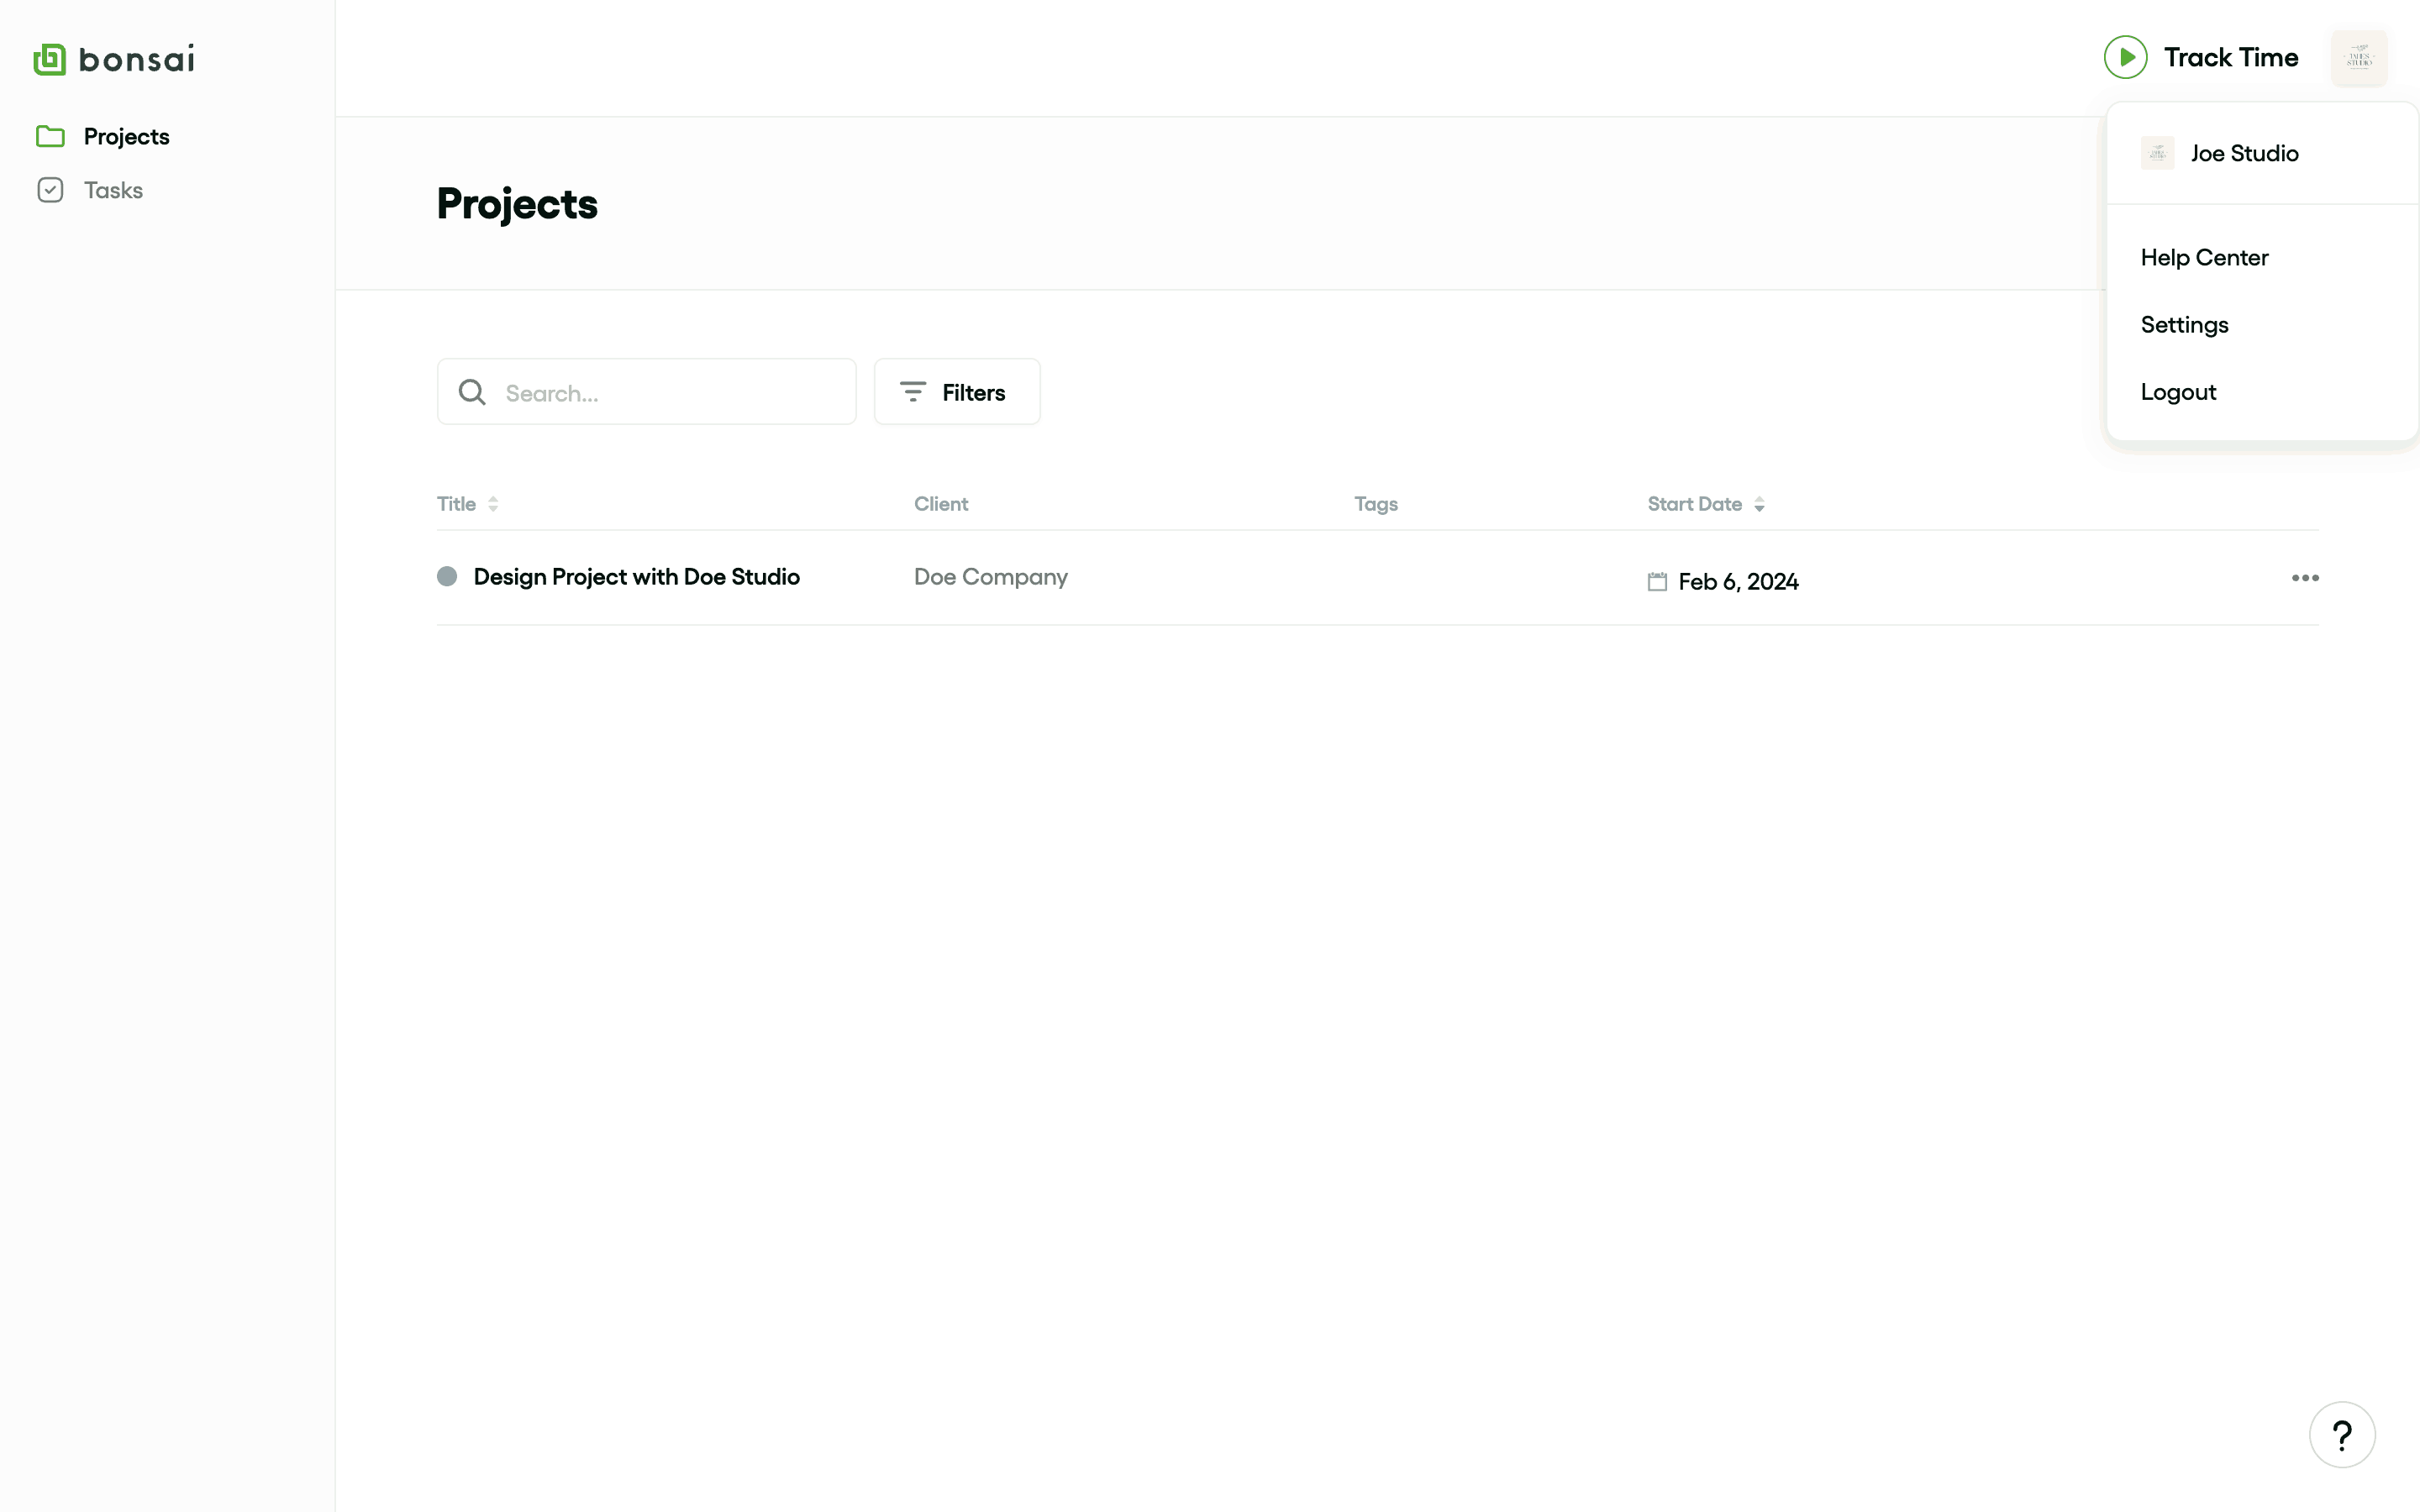 bonsai
Track Time
Projects
Tasks
Joe Studio
Projects
Help Center
Settings
Search...
Filters
Logout
Title
Client
Tags
Start Date
Design Project with Doe Studio
Doe Company
Feb 6, 2024
?